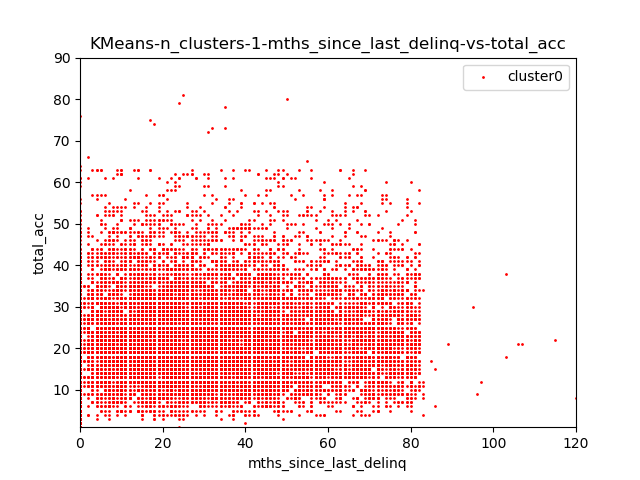 KMeans-n_clusters-1-mths_since_last_delinq-vs-total_acc
cluster0
90
80
70
60
50
40
30
20
10
total_acc
0 20 40 60 80 100 120
mths_since_last_delinq